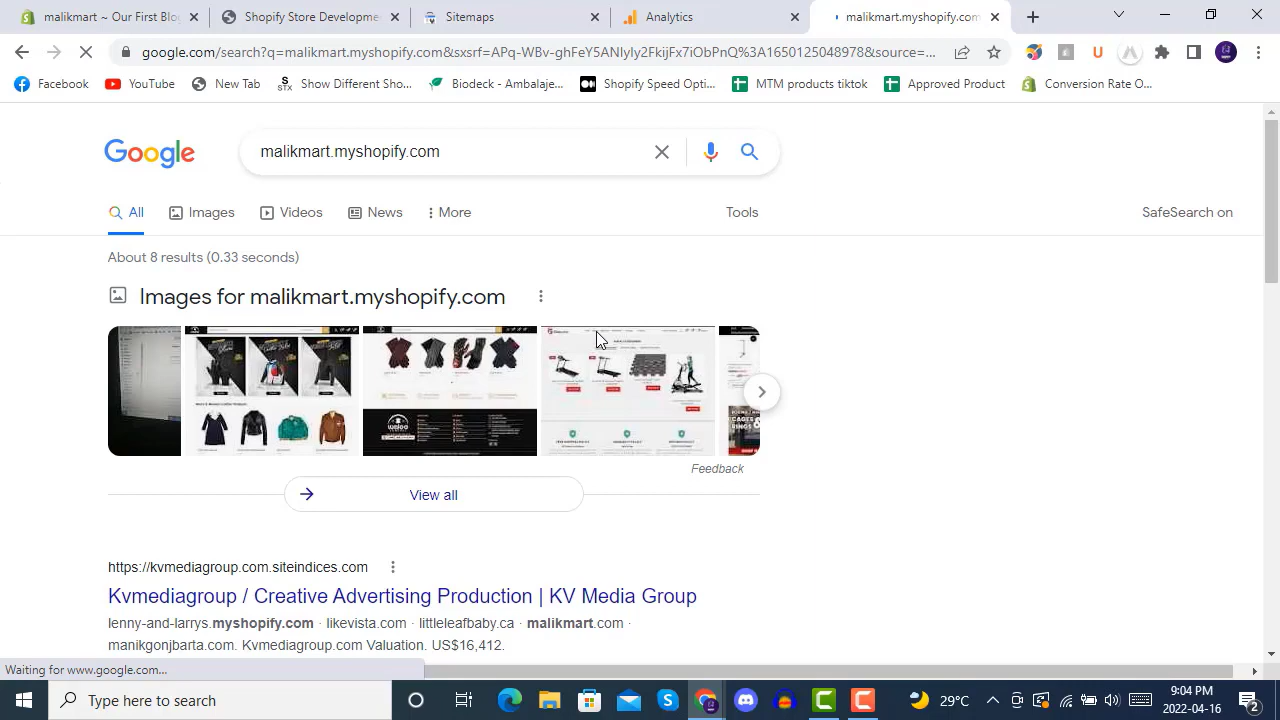 malikmart ~ Our First Blog
Shopify Store Developme
Sitemaps
Analytics
malikmart.myshopify.com
google.com/search?q=malikmart.myshopify.com&sxsrf=APq-WBv-ghFeY5ANIyIy2FkijFx7iObPnQ%3A1650125048978&source=...
Facebook
YouTube
New Tab
STX
Show Different Sho...
Biodeck - Ambalaje...
Shopify Speed Opti...
MTM products tiktok
Approved Product
Conversion Rate O...
Google
malikmart.myshopify.com
All
Images
Videos
News
More
Tools
SafeSearch on
About 8 results (0.33 seconds)
Images for malikmart.myshopify.com
Feedback
View all
https://kvmediagroup.com.siteindices.com
Kvmediagroup / Creative Advertising Production | KV Media Group
lenny-and-larrys.myshopify.com · likevista.com · littleleafbaby.ca · malikmart.com ·
manikgonjbarta.com. Kvmediagroup.com Valuation. US$16,412.
Waiting for www.google.com...
Type here to search
29°C
9:04 PM
2022-04-16
2